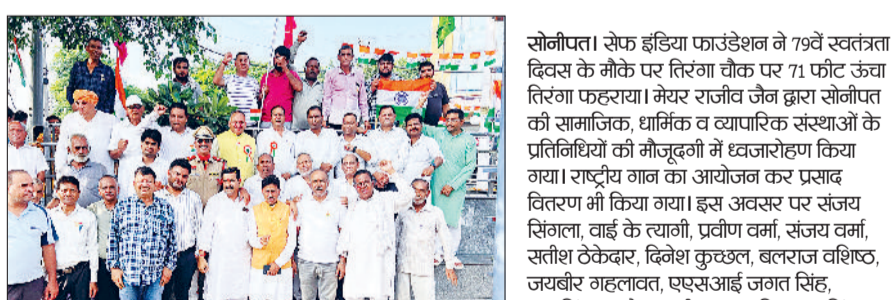 सोनीपत। सेफ इंडिया फाउंडेशन ने 79वें स्वतंत्रता
दिवस के मौके पर तिरंगा चौक पर 71 फीट ऊंचा
तिरंगा फहराया। मेयर राजीव जैन द्वारा सोनीपत
की सामाजिक, धार्मिक व व्यापारिक संस्थाओं के
प्रतिनिधियों की मौजूदगी में ध्वजारोहण किया
गया। राष्ट्रीय गान का आयोजन कर प्रसाद
वितरण भी किया गया। इस अवसर पर संजय
सिंगला, वाई के त्यागी, प्रवीण वर्मा, संजय वर्मा,
सतीश ठेकेदार, दिनेश कुच्छल, बलराज वशिष्ठ,
जयबीर गहलावत, एएसआई जगत सिंह,